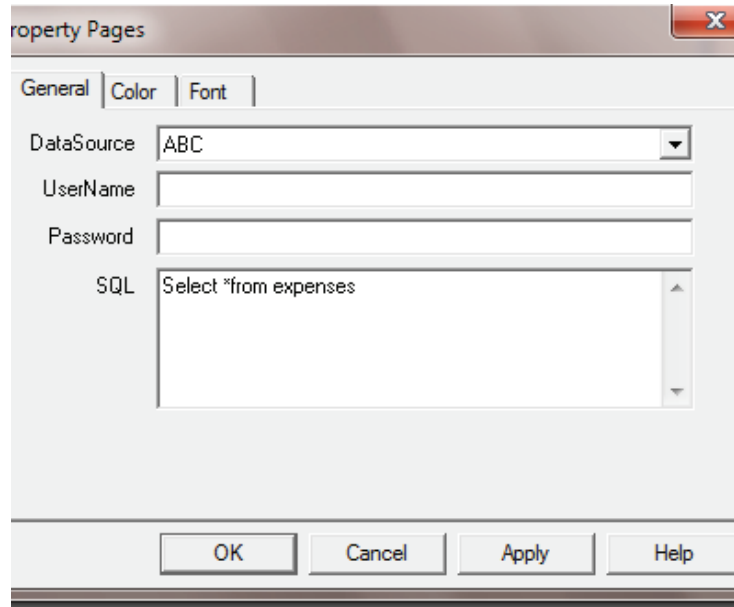 roperty Pages
General Color Font
DataSource ABC
UserName
Password
SQL Select *from expenses
OK Cancel Apply Help